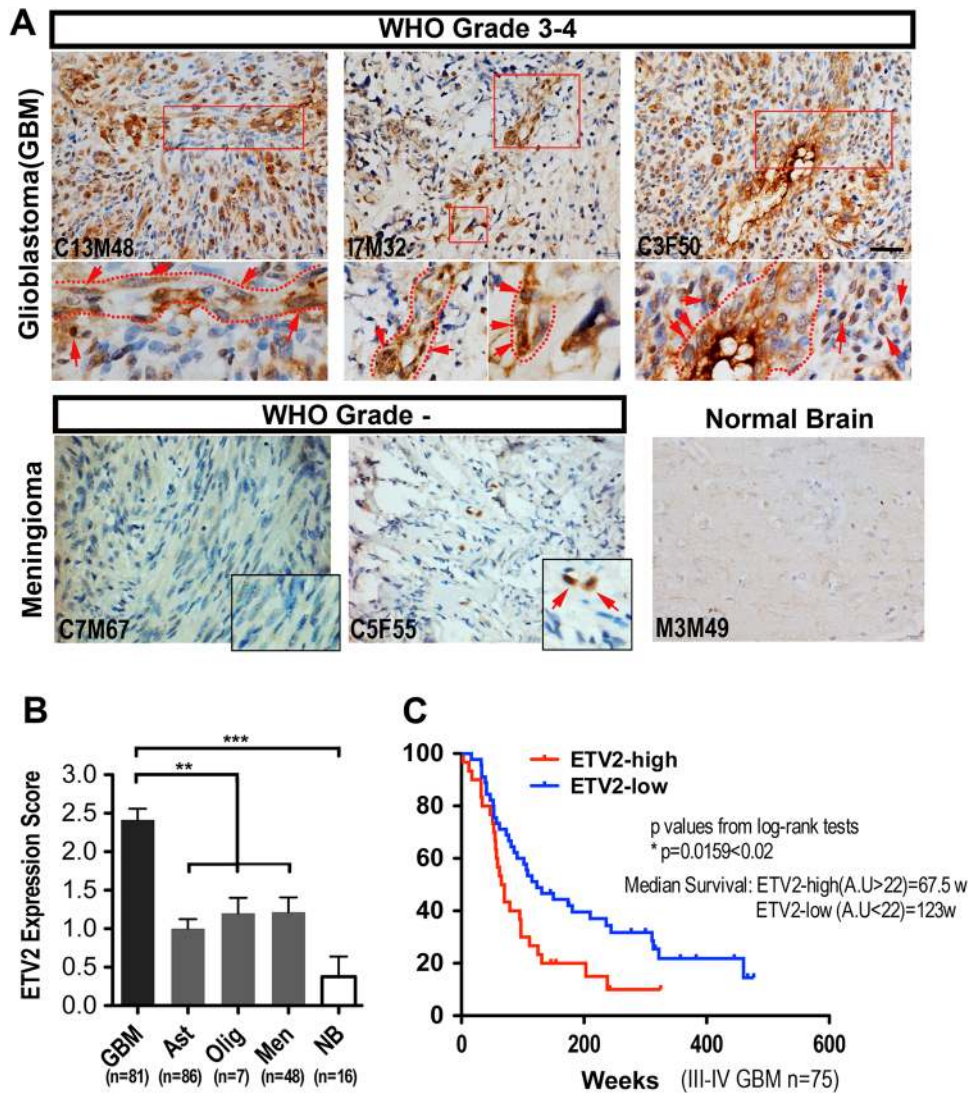 A
WHO Grade 3-4
Glioblastoma(GBM)
C13M48
I7M32
C3F50
WHO Grade -
Normal Brain
Meningioma
C7M67
C5F55
M3M49
B
***
**
ETV2 Expression Score
3.0
2.5
2.0
1.5
1.0
0.5
0.0
GBM
Ast
Olig
Men
NB
(n=81)
(n=86)
(n=7)
(n=48)
(n=16)
C
100
80
60
40
20
0
ETV2-high
ETV2-low
p values from log-rank tests
* p=0.0159<0.02
Median Survival: ETV2-high(A.U>22)=67.5 w
ETV2-low (A.U<22)=123w
0
200
400
600
Weeks (III-IV GBM n=75)